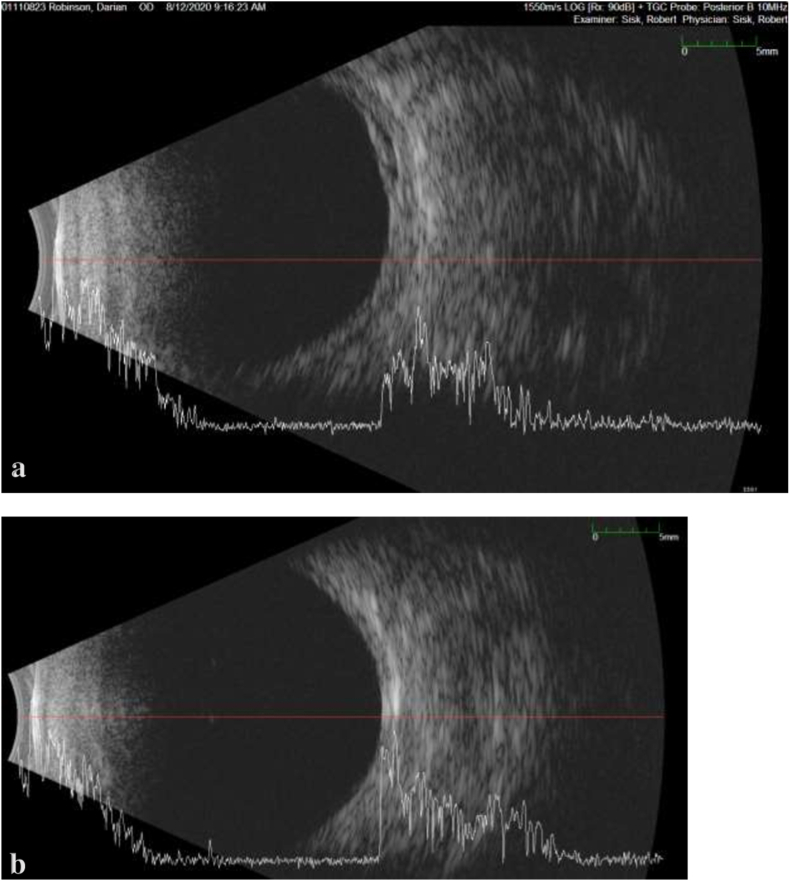 01110823 Robinson, Darian OD 8/12/2020 9:16:23 AM
1550m/s LOG [Rx: 90dB] + TGC Probe: Posterior B 10MHz
Examiner: Sisk, Robert Physician: Sisk, Robert
0 5mm
a
0 5mm
b